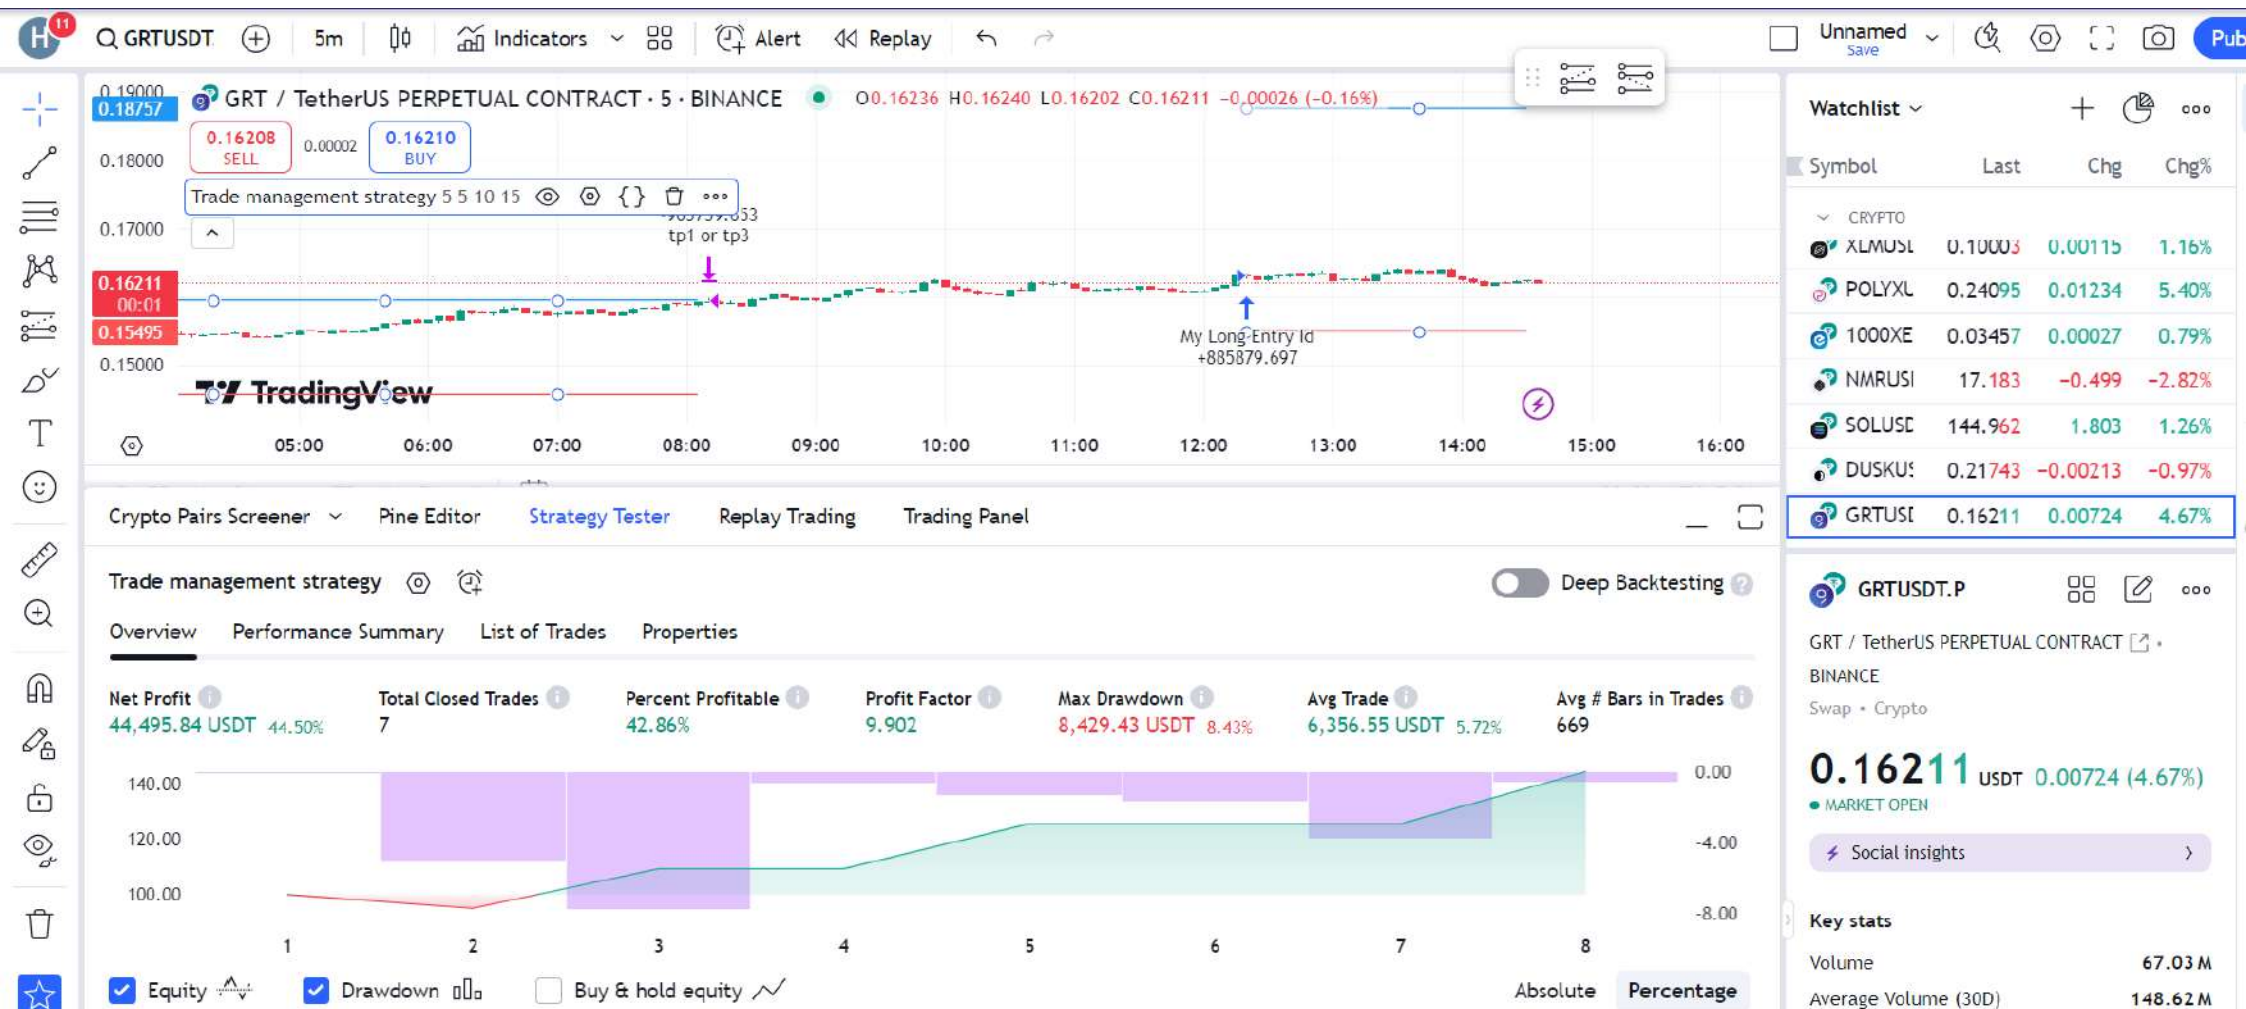 H 11 GRTUSDT 5m Indicators Alert Replay Unnamed Save Pub
0.19000
0.18757
GRT / TetherUS PERPETUAL CONTRACT · 5 · BINANCE O0.16236 H0.16240 L0.16202 C0.16211 −0.00026 (−0.16%)
0.16208 SELL 0.00002 0.16210 BUY
0.18000
Trade management strategy 5 5 10 15
0.17000
tp1 or tp3
0.16211
00:01
0.15495
My Long Entry Id
+885879.697
0.15000
TradingView
05:00 06:00 07:00 08:00 09:00 10:00 11:00 12:00 13:00 14:00 15:00 16:00
Crypto Pairs Screener Pine Editor Strategy Tester Replay Trading Trading Panel
Trade management strategy Deep Backtesting ?
Overview Performance Summary List of Trades Properties
Net Profit Total Closed Trades Percent Profitable Profit Factor Max Drawdown Avg Trade Avg # Bars in Trades
44,495.84 USDT 44.50% 7 42.86% 9.902 8,429.43 USDT 8.43% 6,356.55 USDT 5.72% 669
140.00 0.00
120.00 -4.00
100.00 -8.00
1 2 3 4 5 6 7 8
Equity Drawdown Buy & hold equity Absolute Percentage
Watchlist
Symbol Last Chg Chg%
CRYPTO
XLMUSL 0.10003 0.00115 1.16%
POLYXL 0.24095 0.01234 5.40%
1000XE 0.03457 0.00027 0.79%
NMRUSI 17.183 −0.499 −2.82%
SOLUSD 144.962 1.803 1.26%
DUSKUS 0.21743 −0.00213 −0.97%
GRTUSD 0.16211 0.00724 4.67%
GRTUSDT.P
GRT / TetherUS PERPETUAL CONTRACT •
BINANCE
Swap • Crypto
0.16211 USDT 0.00724 (4.67%)
MARKET OPEN
Social insights
Key stats
Volume 67.03 M
Average Volume (30D) 148.62 M